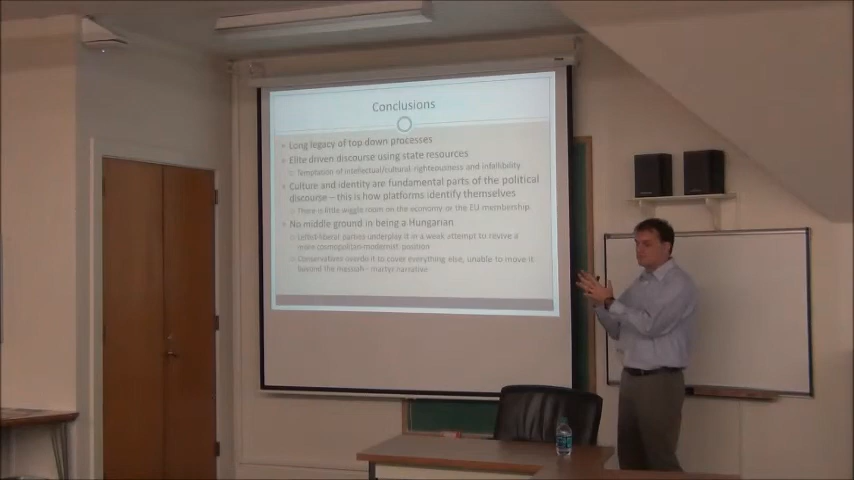 Conclusions
Long legacy of top down processes
Elite driven discourse using state resources
Temptation of intellectual/cultural righteousness and infallibility
Culture and identity are fundamental parts of the political
discourse – this is how platforms identify themselves
There is little wiggle room on the economy or the EU membership
No middle ground in being a Hungarian
Left/Liberal parties underplay it in a week attempt to revive a
cosmopolitan-modernist position
Conservatives overdo it to cover everything else, unable to move it
beyond the messiah - martyr narrative